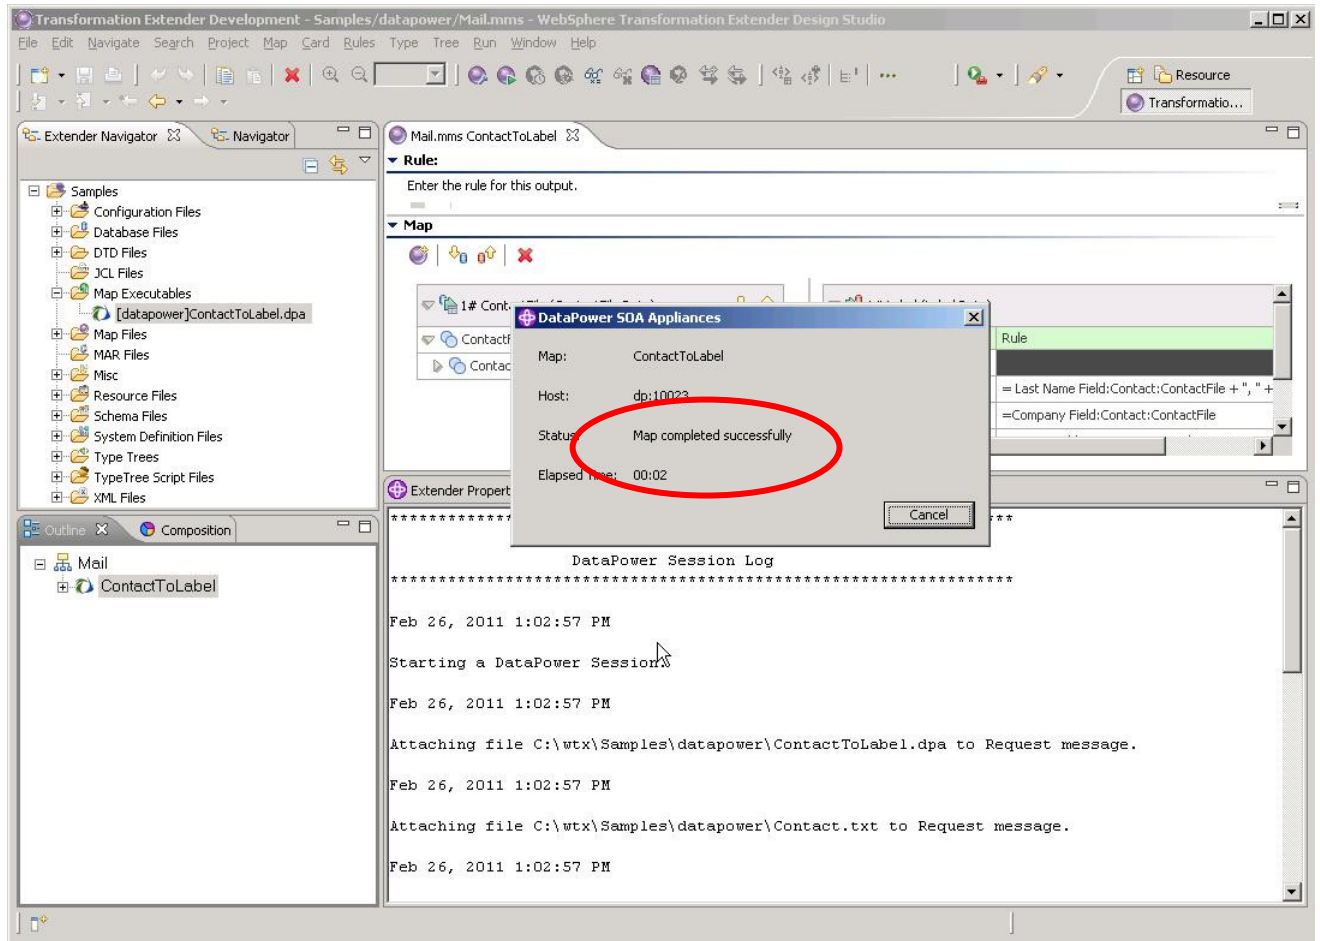 Transformation Extender Development - Samples/datapower/Mail.mms - WebSphere Transformation Extender Design Studio
File Edit Navigate Search Project Map Card Rules Type Tree Run Window Help
Resource
Transformatio...
Extender Navigator
Navigator
Samples
Configuration Files
Database Files
DTD Files
JCL Files
Map Executables
[datapower]ContactToLabel.dpa
Map Files
MAR Files
Misc
Resource Files
Schema Files
System Definition Files
Type Trees
TypeTree Script Files
XML Files
Outline
Composition
Mail
ContactToLabel
Mail.mms ContactToLabel
Rule:
Enter the rule for this output.
Map
1# Cont
ContactF
Contac
Rule
= Last Name Field:Contact:ContactFile + ", " +
=Company Field:Contact:ContactFile
DataPower SOA Appliances
Map: ContactToLabel
Host: dp:10023
Status: Map completed successfully
Elapsed Time: 00:02
Cancel
Extender Propert
DataPower Session Log
Feb 26, 2011 1:02:57 PM
Starting a DataPower Session
Feb 26, 2011 1:02:57 PM
Attaching file C:\wtx\Samples\datapower\ContactToLabel.dpa to Request message.
Feb 26, 2011 1:02:57 PM
Attaching file C:\wtx\Samples\datapower\Contact.txt to Request message.
Feb 26, 2011 1:02:57 PM